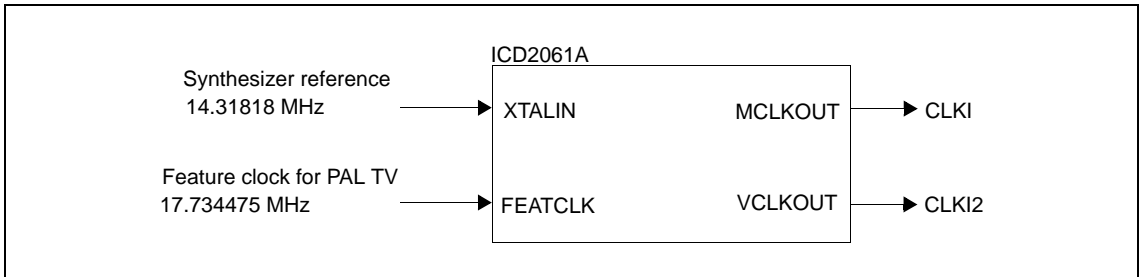 ICD2061A
Synthesizer reference
14.31818 MHz
XTALIN
MCLKOUT
CLKI
Feature clock for PAL TV
17.734475 MHz
FEATCLK
VCLKOUT
CLKI2